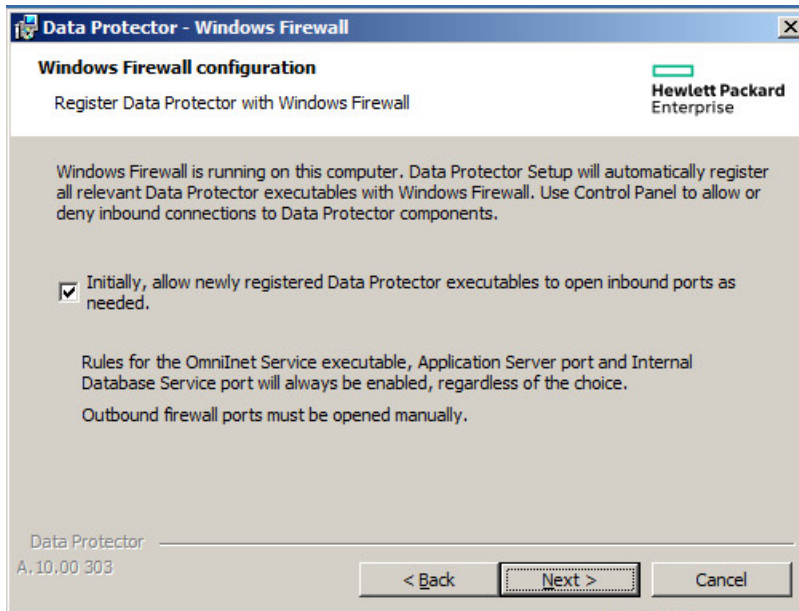 Data Protector - Windows Firewall
Windows Firewall configuration
Register Data Protector with Windows Firewall
Hewlett Packard
Enterprise
Windows Firewall is running on this computer. Data Protector Setup will automatically register
all relevant Data Protector executables with Windows Firewall. Use Control Panel to allow or
deny inbound connections to Data Protector components.
Initially, allow newly registered Data Protector executables to open inbound ports as
needed.
Rules for the OmniInet Service executable, Application Server port and Internal
Database Service port will always be enabled, regardless of the choice.
Outbound firewall ports must be opened manually.
Data Protector
A.10.00 303
< Back
Next >
Cancel